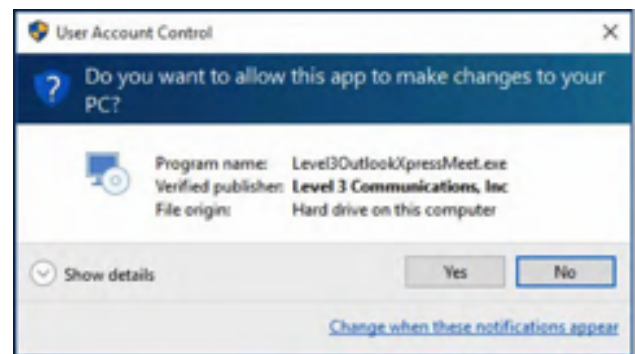 User Account Control
Do you want to allow this app to make changes to your
PC?
Program name: Level3OutlookXpressMeet.exe
Verified publisher: Level 3 Communications, Inc
File origin: Hard drive on this computer
Show details
Yes
No
Change when these notifications appear